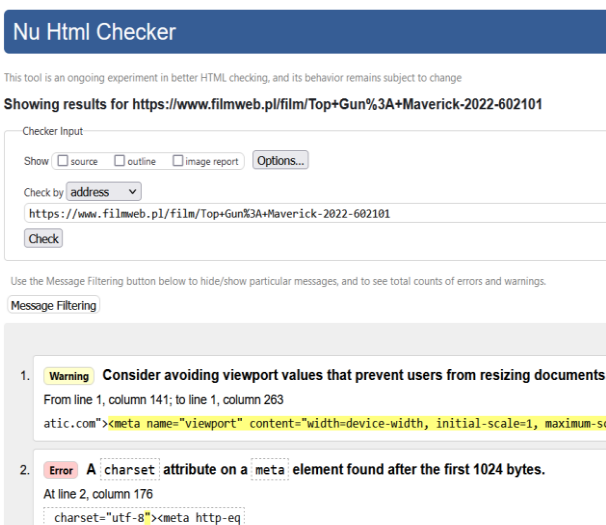 Nu Html Checker
This tool is an ongoing experiment in better HTML checking, and its behavior remains subject to change
Showing results for https://www.filmweb.pl/film/Top+Gun%3A+Maverick-2022-602101
Checker Input
Show source outline image report Options...
Check by address
https://www.filmweb.pl/film/Top+Gun%3A+Maverick-2022-602101
Check
Use the Message Filtering button below to hide/show particular messages, and to see total counts of errors and warnings.
Message Filtering
1. Warning Consider avoiding viewport values that prevent users from resizing documents
From line 1, column 141; to line 1, column 263
atic.com"><meta name="viewport" content="width=device-width, initial-scale=1, maximum-sc
2. Error A charset attribute on a meta element found after the first 1024 bytes.
At line 2, column 176
charset="utf-8"><meta http-eq